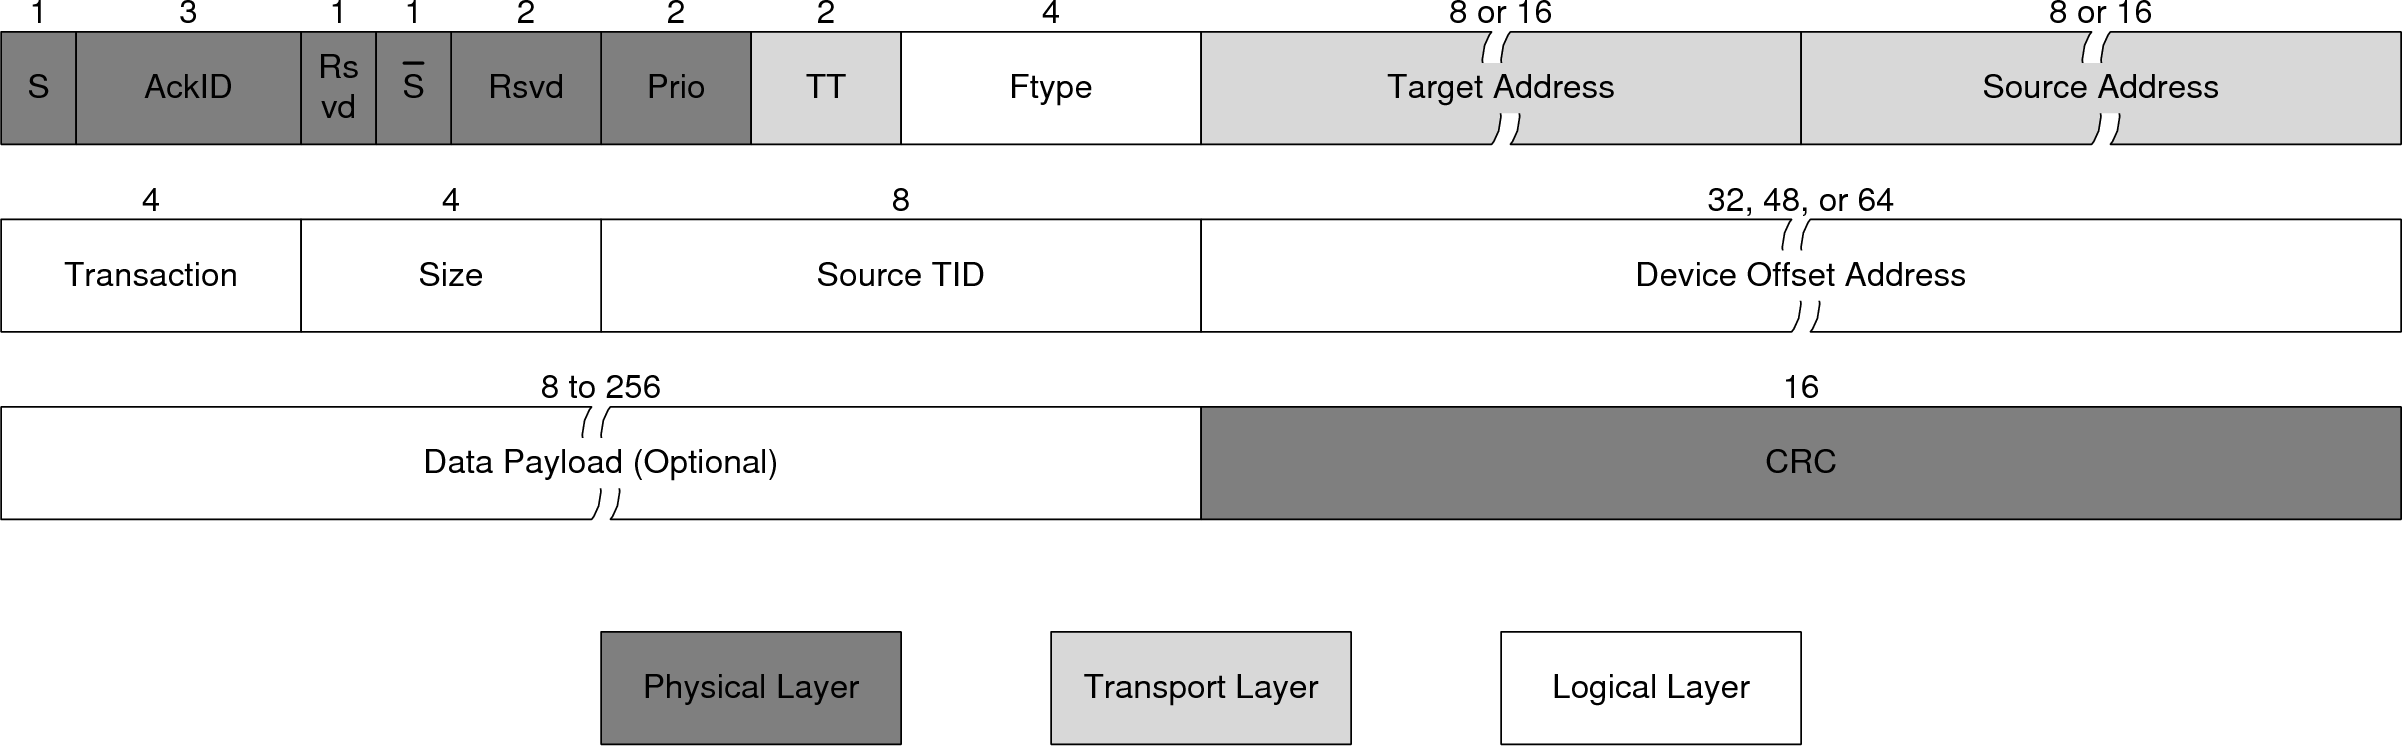 1 3 1 1 2 2 2 4 8 or 16 8 or 16
S AckID Rs vd S̅ Rsvd Prio TT Ftype Target Address Source Address
4 4 8 32, 48, or 64
Transaction Size Source TID Device Offset Address
8 to 256 16
Data Payload (Optional) CRC
Physical Layer Transport Layer Logical Layer